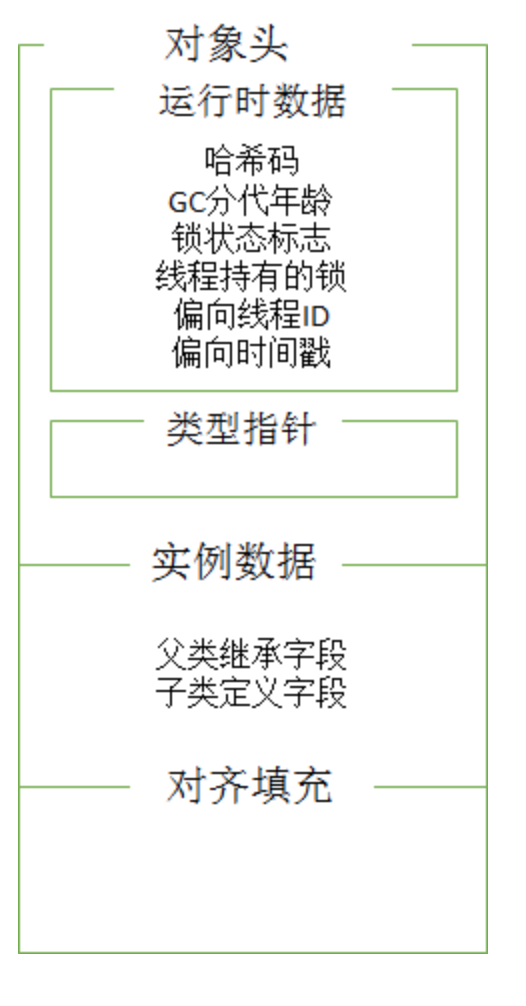 对象头
运行时数据
哈希码
GC分代年龄
锁状态标志
线程持有的锁
偏向线程ID
偏向时间戳
类型指针
实例数据
父类继承字段
子类定义字段
对齐填充